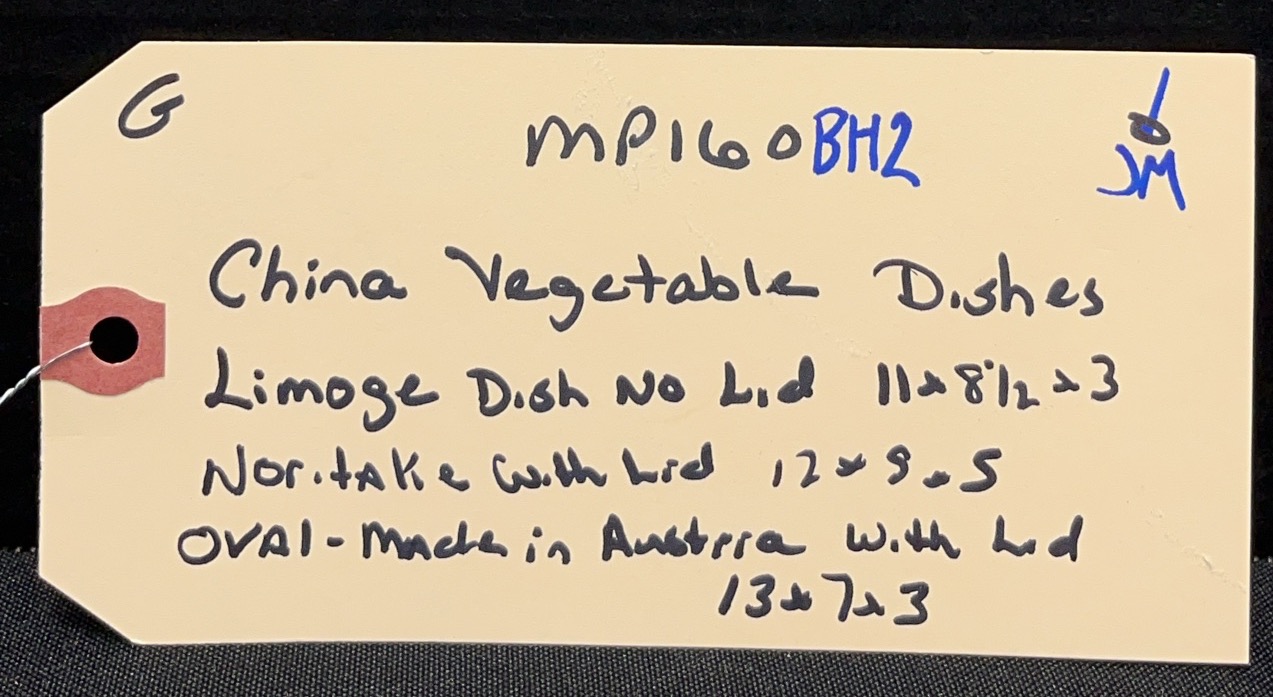 G
MP160BH2
JM
China Vegetable Dishes
Limoge Dish No Lid 11x8½x3
Noritake with Lid 12x9x5
OVAl-Made in Austria with Lid
13x7x3